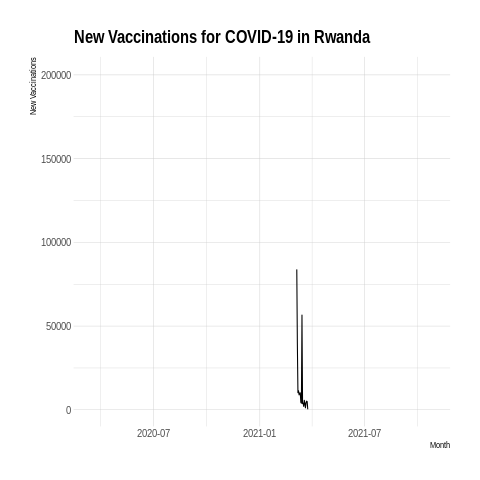 New Vaccinations for COVID-19 in Rwanda
New Vaccinations
200000
150000
100000
50000
0
2020-07
2021-01
2021-07
Month